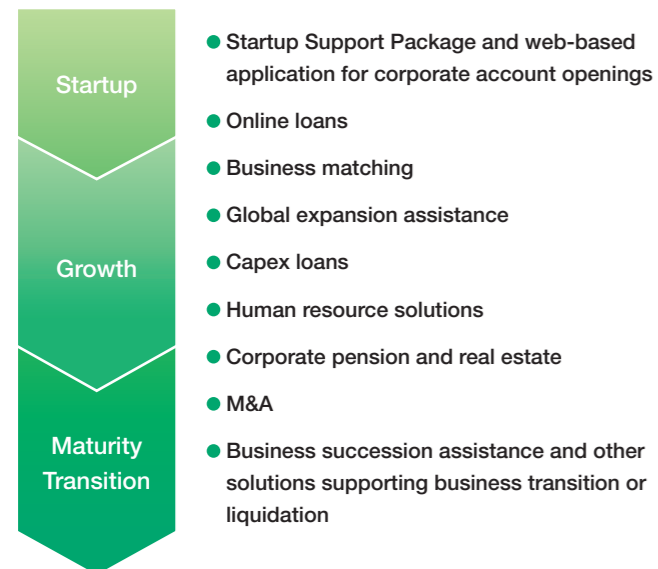 Startup
Growth
Maturity
Transition
● Startup Support Package and web-based
application for corporate account openings
● Online loans
● Business matching
● Global expansion assistance
● Capex loans
● Human resource solutions
● Corporate pension and real estate
● M&A
● Business succession assistance and other
solutions supporting business transition or
liquidation